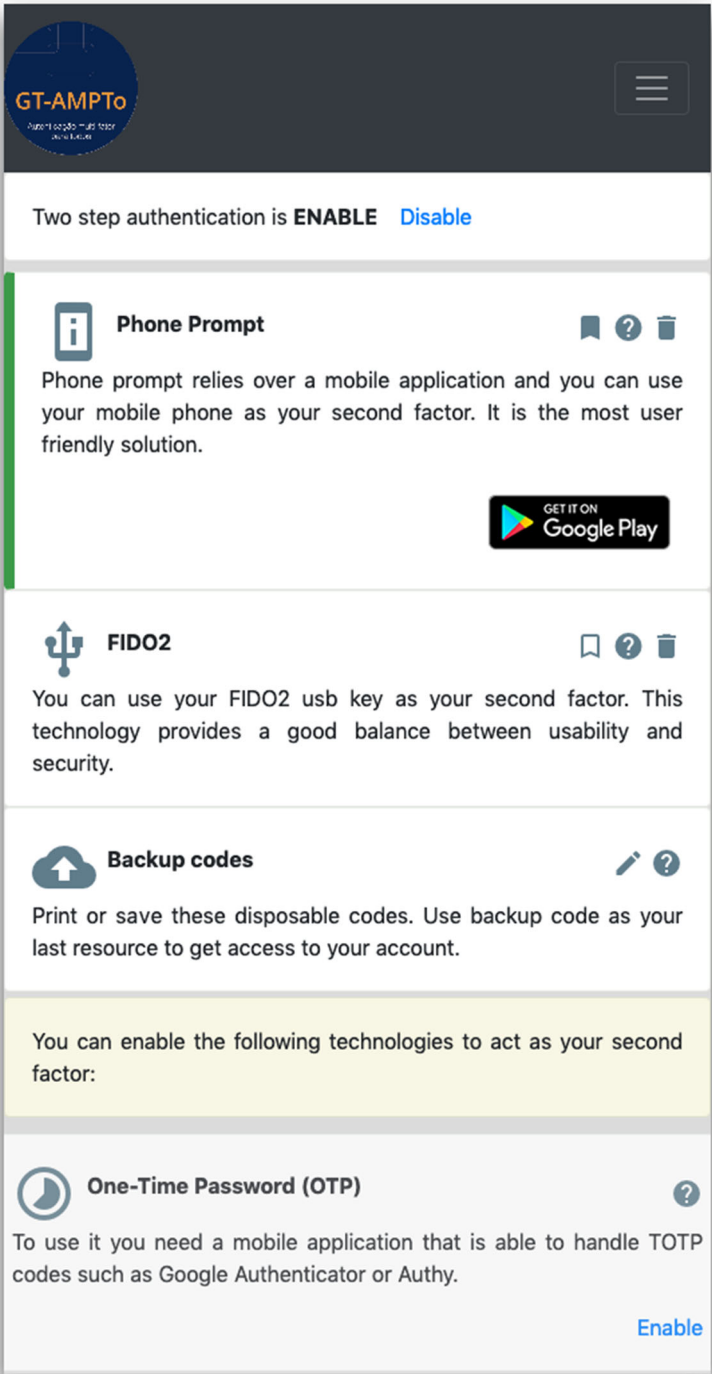 GT-AMPTo
Autenticação multi-fator
para todos
Two step authentication is ENABLE Disable
Phone Prompt
Phone prompt relies over a mobile application and you can use
your mobile phone as your second factor. It is the most user
friendly solution.
GET IT ON
Google Play
FIDO2
You can use your FIDO2 usb key as your second factor. This
technology provides a good balance between usability and
security.
Backup codes
Print or save these disposable codes. Use backup code as your
last resource to get access to your account.
You can enable the following technologies to act as your second
factor:
One-Time Password (OTP)
To use it you need a mobile application that is able to handle TOTP
codes such as Google Authenticator or Authy.
Enable